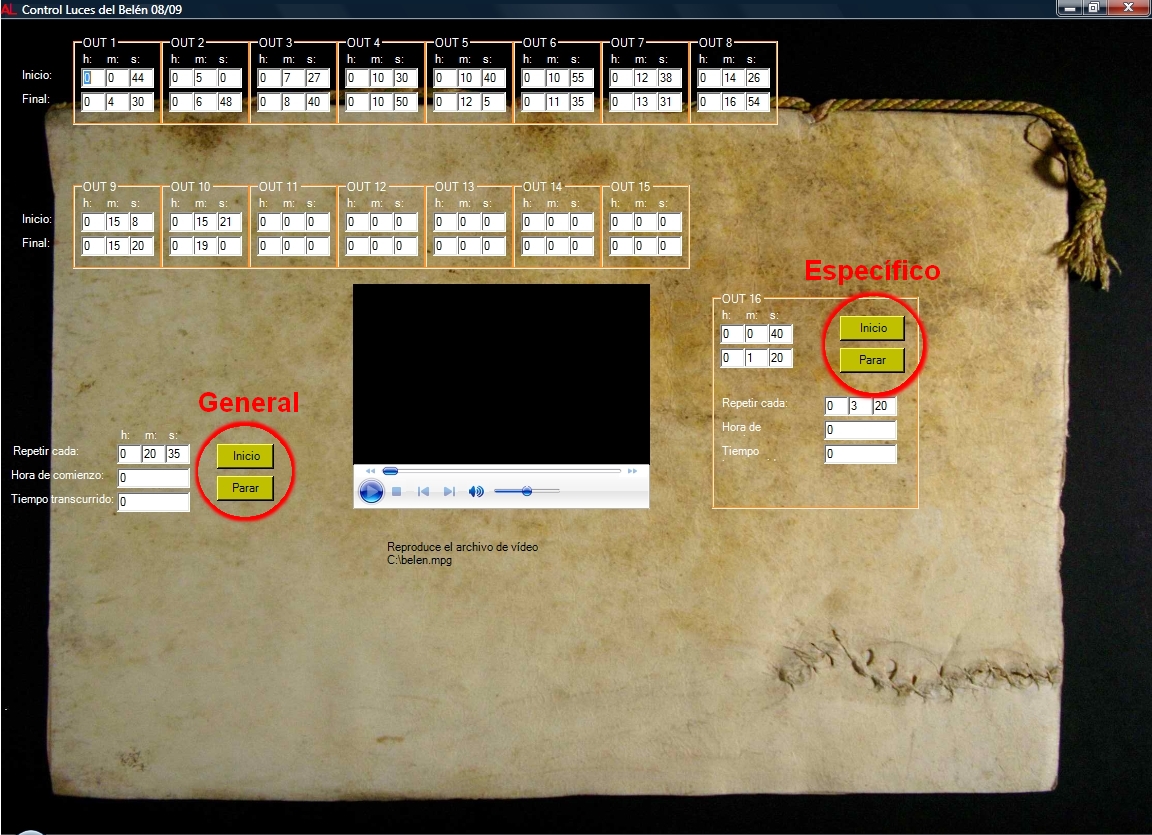 AL Control Luces del Belén 08/09
OUT 1 OUT 2 OUT 3 OUT 4 OUT 5 OUT 6 OUT 7 OUT 8
h: m: s: h: m: s: h: m: s: h: m: s: h: m: s: h: m: s: h: m: s: h: m: s:
Inicio: 0 0 44 0 5 0 0 7 27 0 10 30 0 10 40 0 10 55 0 12 38 0 14 26
Final: 0 4 30 0 6 48 0 8 40 0 10 50 0 12 5 0 11 35 0 13 31 0 16 54
OUT 9 OUT 10 OUT 11 OUT 12 OUT 13 OUT 14 OUT 15
h: m: s: h: m: s: h: m: s: h: m: s: h: m: s: h: m: s: h: m: s:
Inicio: 0 15 8 0 15 21 0 0 0 0 0 0 0 0 0 0 0 0 0 0 0
Final: 0 15 20 0 19 0 0 0 0 0 0 0 0 0 0 0 0 0 0 0 0
Específico
OUT 16
h: m: s:
0 0 40 Inicio
0 1 20 Parar
Repetir cada: 0 3 20
Hora de 0
Tiempo 0
General
h: m: s:
Repetir cada: 0 20 35 Inicio
Hora de comienzo: 0
Parar
Tiempo transcurrido: 0
Reproduce el archivo de vídeo
C:\belen.mpg